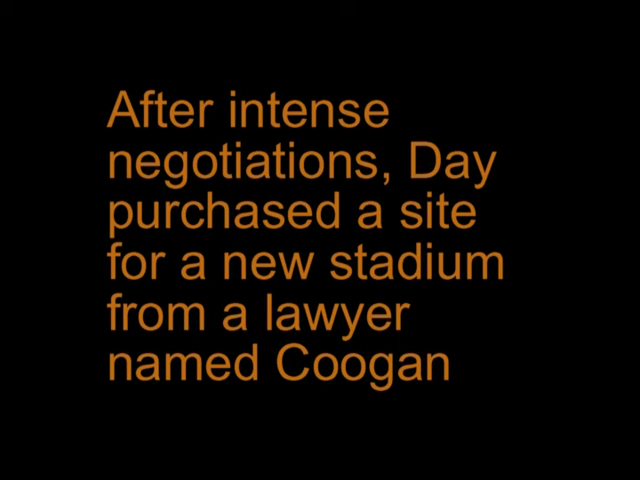 After intense
negotiations, Day
purchased a site
for a new stadium
from a lawyer
named Coogan